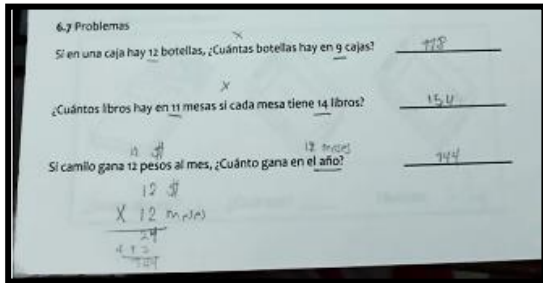 6.7 Problemas
x
Si en una caja hay 12 botellas, ¿Cuántas botellas hay en 9 cajas?
x
¿Cuántos libros hay en 11 mesas si cada mesa tiene 14 libros? 154
12 $ 12 meses
Si camilo gana 12 pesos al mes, ¿Cuánto gana en el año? 144
12 $
X 12 meses
24